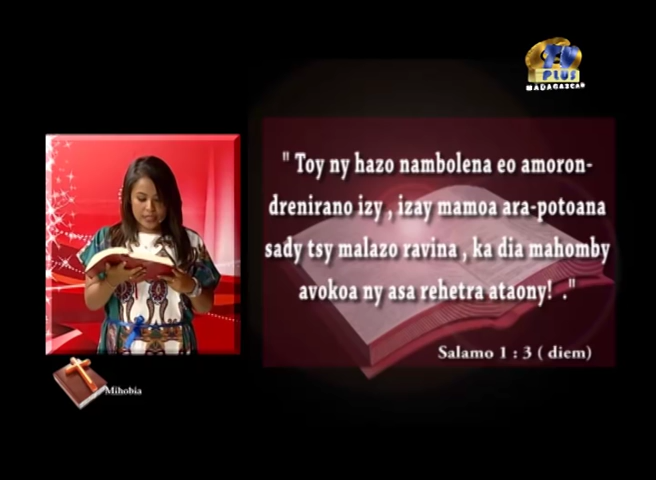 TV
PLUS
MADAGASCAR
" Toy ny hazo nambolena eo amoron-
drenirano izy , izay mamoa ara-potoana
sady tsy malazo ravina , ka dia mahomby
avokoa ny asa rehetra ataony! ."
Salamo 1 : 3 ( diem)
Mihobia